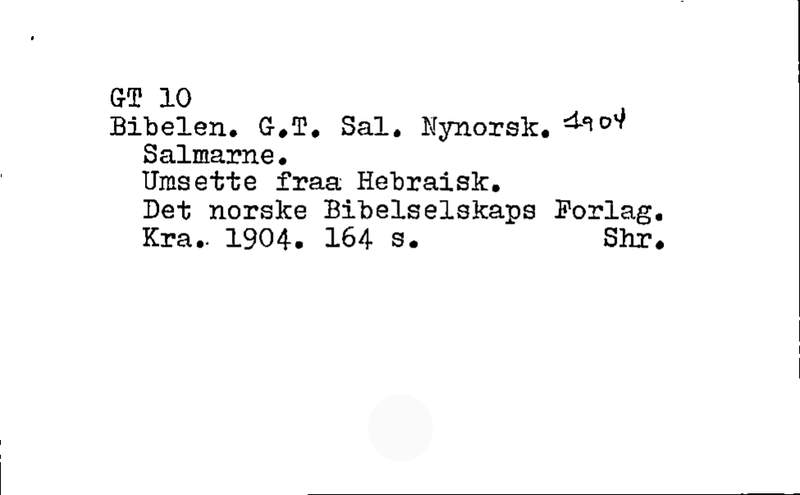 GT 10
Bibelen. G.T. Sal. Nynorsk. 1904
Salmarne.
Umsette fraa Hebraisk.
Det norske Bibelselskaps Forlag.
Kra. 1904. 164 s. Shr.